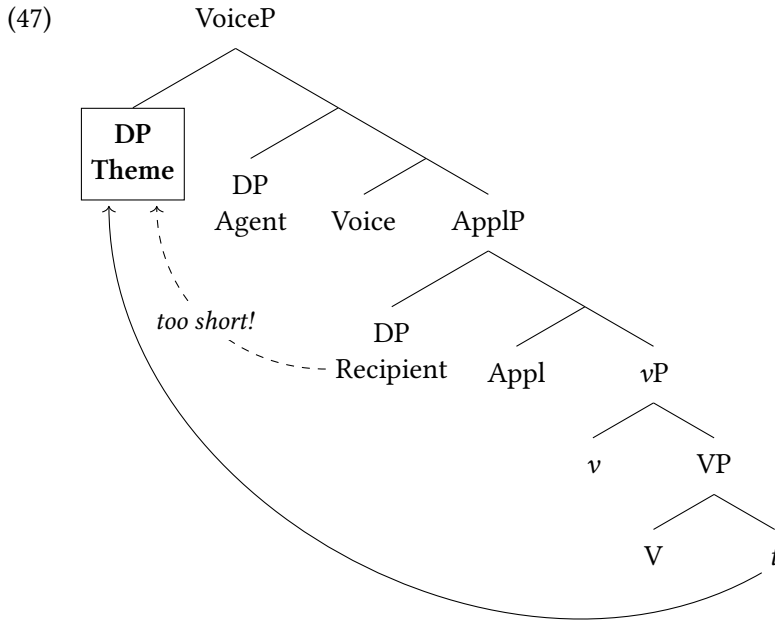 (47) VoiceP
DP
Theme
DP
Agent
Voice
ApplP
too short!
DP
Recipient
Appl
vP
v
VP
V
t